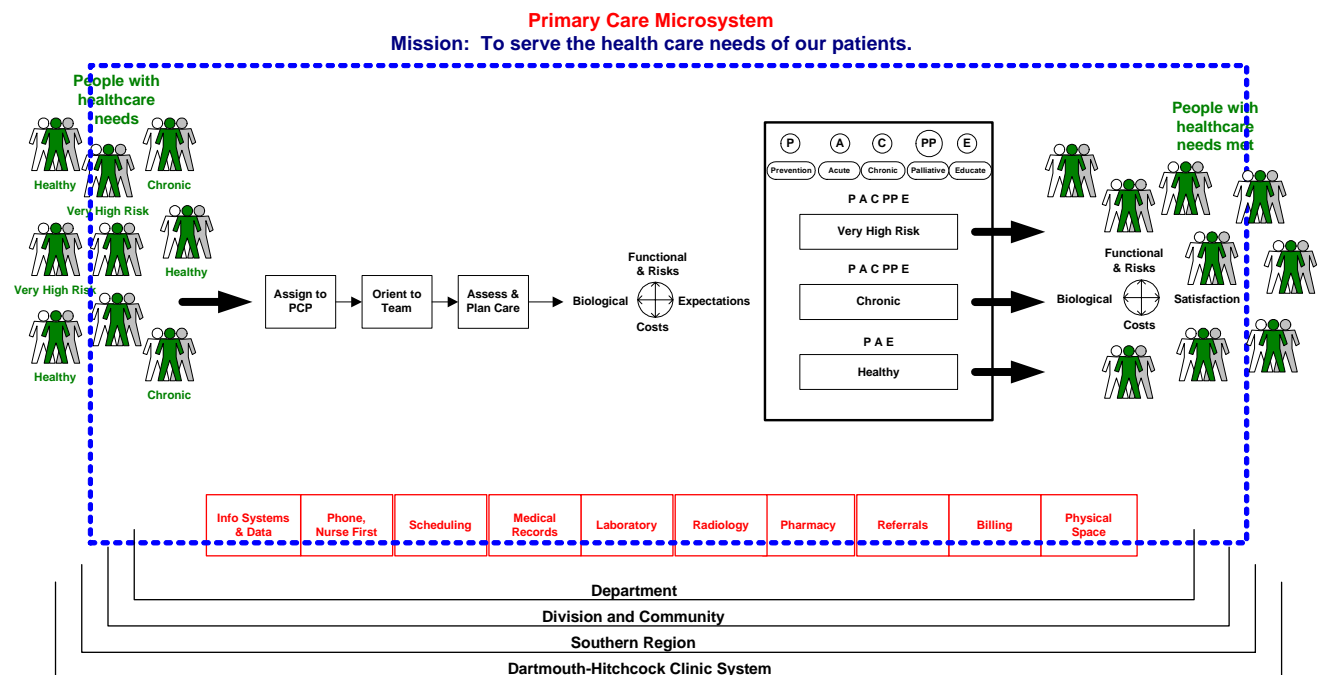 Primary Care Microsystem
Mission: To serve the health care needs of our patients.
People with
healthcare
needs
Healthy
Chronic
Very High Risk
Healthy
Very High Risk
Healthy
Chronic
Assign to
PCP
Orient to
Team
Assess &
Plan Care
Functional
& Risks
Biological
Expectations
Costs
P
A
C
PP
E
Prevention
Acute
Chronic
Palliative
Educate
P A C PP E
Very High Risk
P A C PP E
Chronic
P A E
Healthy
People with
healthcare
needs met
Functional
& Risks
Biological
Satisfaction
Costs
Info Systems
& Data
Phone,
Nurse First
Scheduling
Medical
Records
Laboratory
Radiology
Pharmacy
Referrals
Billing
Physical
Space
Department
Division and Community
Southern Region
Dartmouth-Hitchcock Clinic System